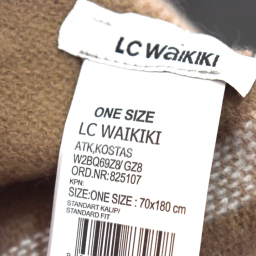 LC WAIKIKI
ONE SIZE
LC WAIKIKI
ATK,KOSTAS
W2BQ69Z8/ GZ8
ORD.NR:825107
KPN:
SIZE:ONE SIZE : 70x180 cm
STANDART KALIP/
STANDARD FIT